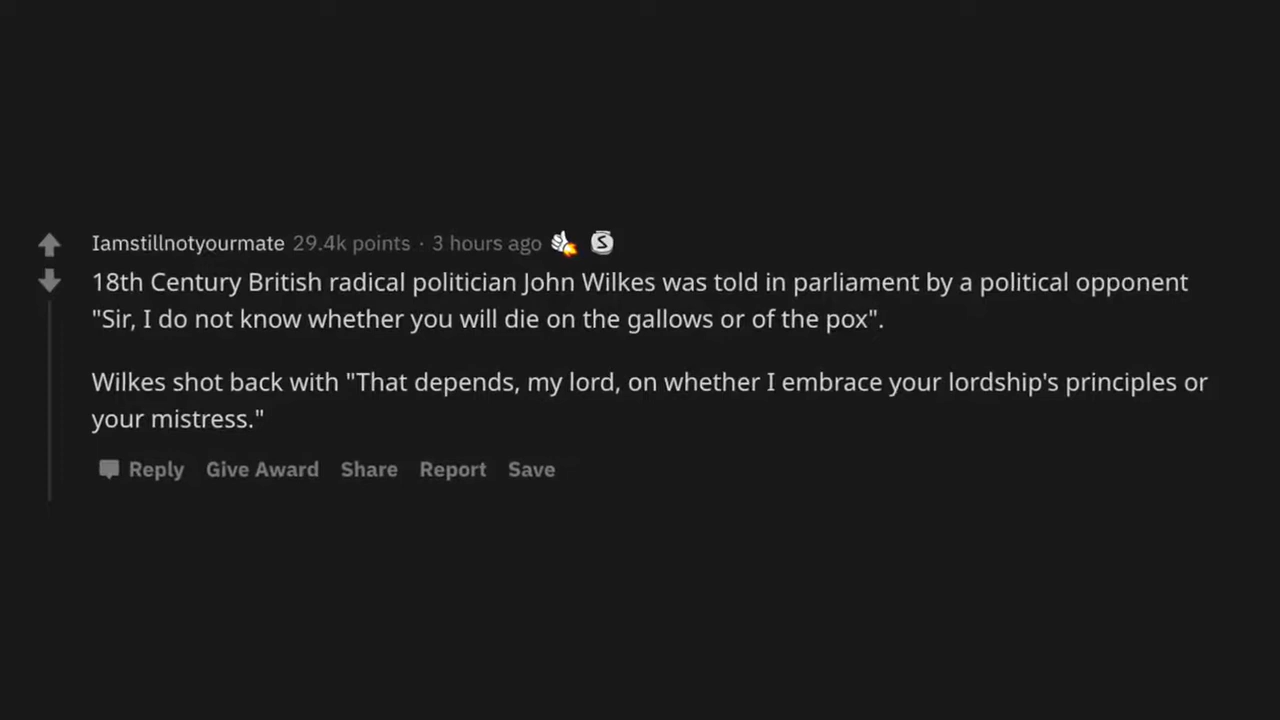 Iamstillnotyourmate 29.4k points · 3 hours ago
18th Century British radical politician John Wilkes was told in parliament by a political opponent
"Sir, I do not know whether you will die on the gallows or of the pox".
Wilkes shot back with "That depends, my lord, on whether I embrace your lordship's principles or
your mistress."
Reply Give Award Share Report Save